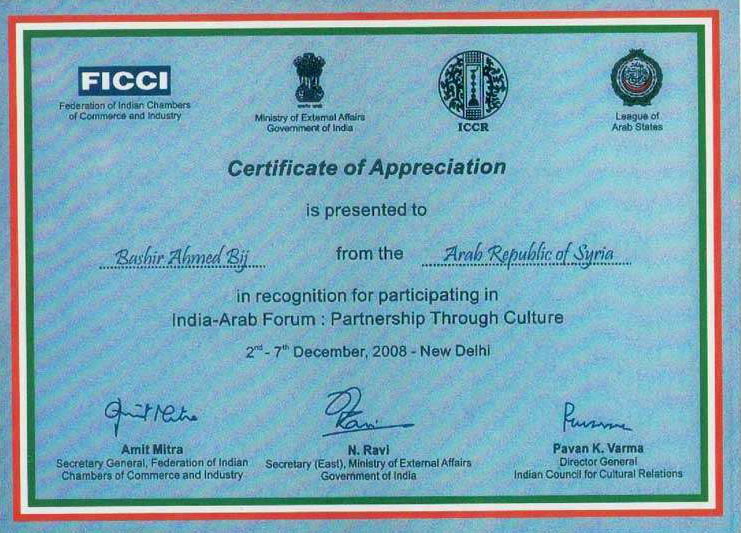 FICCI
Federation of Indian Chambers
of Commerce and Industry
Ministry of External Affairs
Government of India
ICCR
League of
Arab States
Certificate of Appreciation
is presented to
Bashir Ahmed Bij from the Arab Republic of Syria
in recognition for participating in
India-Arab Forum : Partnership Through Culture
2nd - 7th December, 2008 - New Delhi
Amit Mitra
Secretary General, Federation of Indian
Chambers of Commerce and Industry
N. Ravi
Secretary (East), Ministry of External Affairs
Government of India
Pavan K. Varma
Director General
Indian Council for Cultural Relations